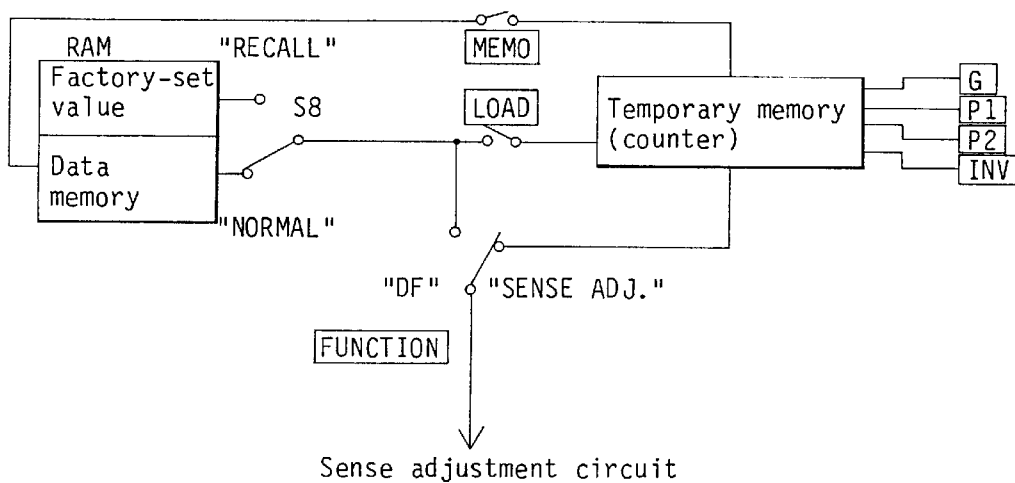 RAM
"RECALL"
MEMO
Factory-set
value
S8
LOAD
Temporary memory
(counter)
G
P1
P2
INV
Data
memory
"NORMAL"
"DF"
"SENSE ADJ."
FUNCTION
Sense adjustment circuit